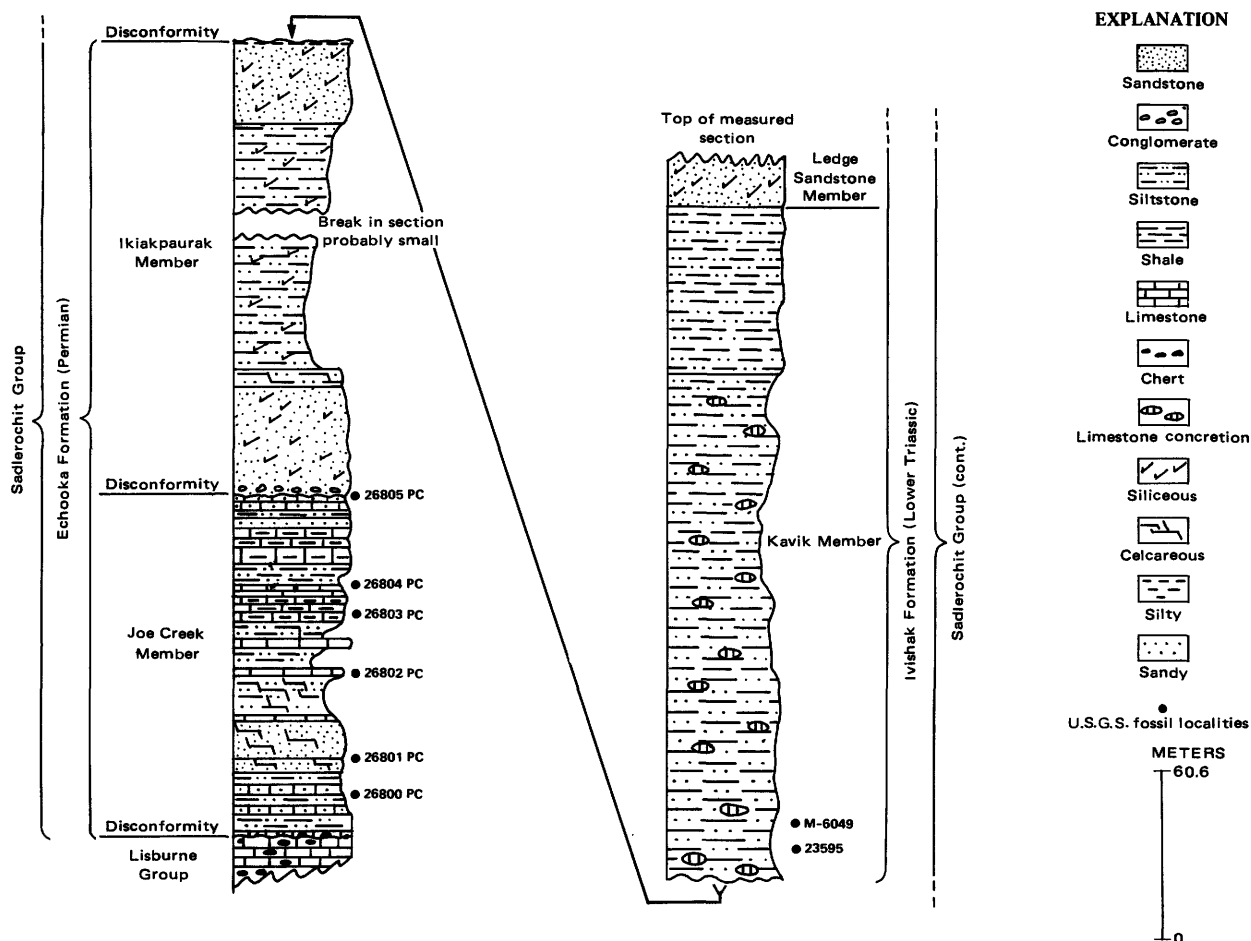 Disconformity
Ikiakpaurak
Member
Break in section
probably small
Sadlerochit Group
Echooka Formation (Permian)
Disconformity
26805 PC
26804 PC
26803 PC
Joe Creek
Member
26802 PC
26801 PC
26800 PC
Disconformity
Lisburne
Group
Top of measured
section
Ledge
Sandstone
Member
Kavik Member
Ivishak Formation (Lower Triassic)
Sadlerochit Group (cont.)
M-6049
23595
EXPLANATION
Sandstone
Conglomerate
Siltstone
Shale
Limestone
Chert
Limestone concretion
Siliceous
Celcareous
Silty
Sandy
U.S.G.S. fossil localities
METERS
60.6
0